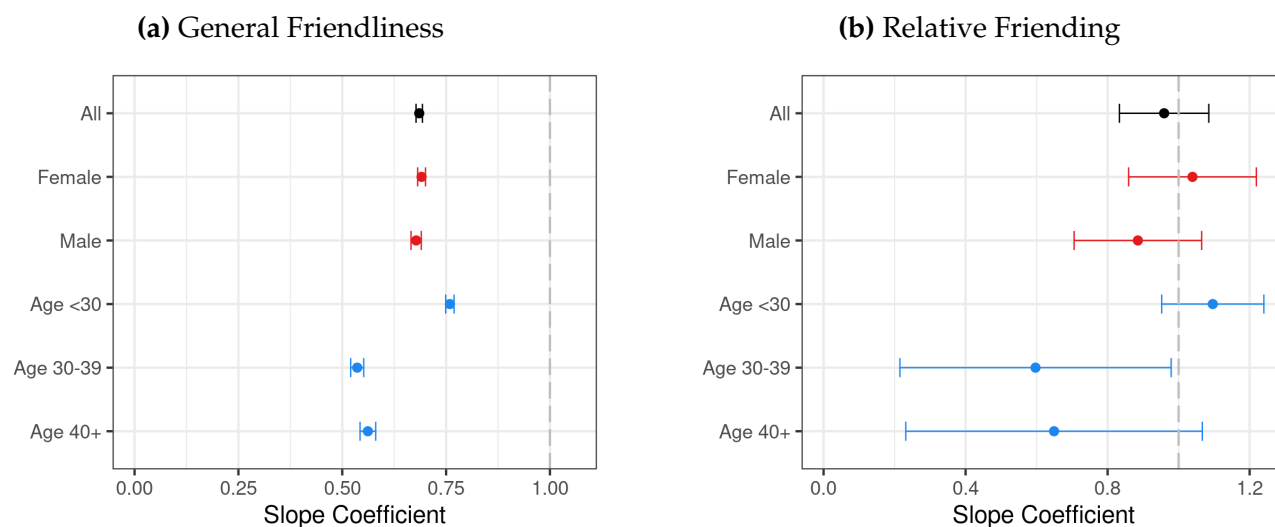 (a) General Friendliness
All
Female
Male
Age <30
Age 30-39
Age 40+
0.00 0.25 0.50 0.75 1.00
Slope Coefficient
(b) Relative Friending
All
Female
Male
Age <30
Age 30-39
Age 40+
0.0 0.4 0.8 1.2
Slope Coefficient